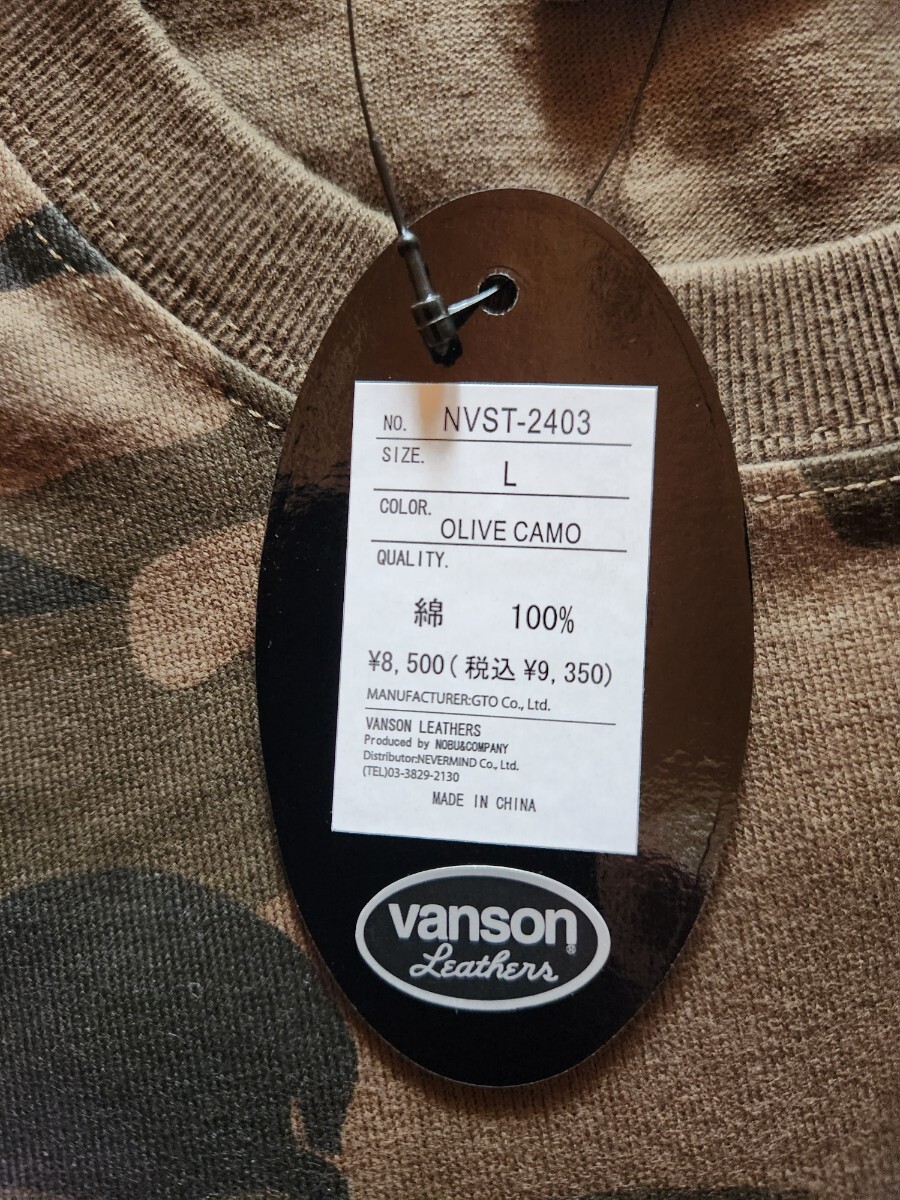 NO. NVST-2403
SIZE. L
COLOR. OLIVE CAMO
QUALITY.
綿 100%
¥8,500(税込¥9,350)
MANUFACTURER:GTO Co., Ltd.
VANSON LEATHERS
Produced by NOBU&COMPANY
Distributor:NEVERMIND Co., Ltd.
(TEL)03-3829-2130
MADE IN CHINA
vanson®
Leathers